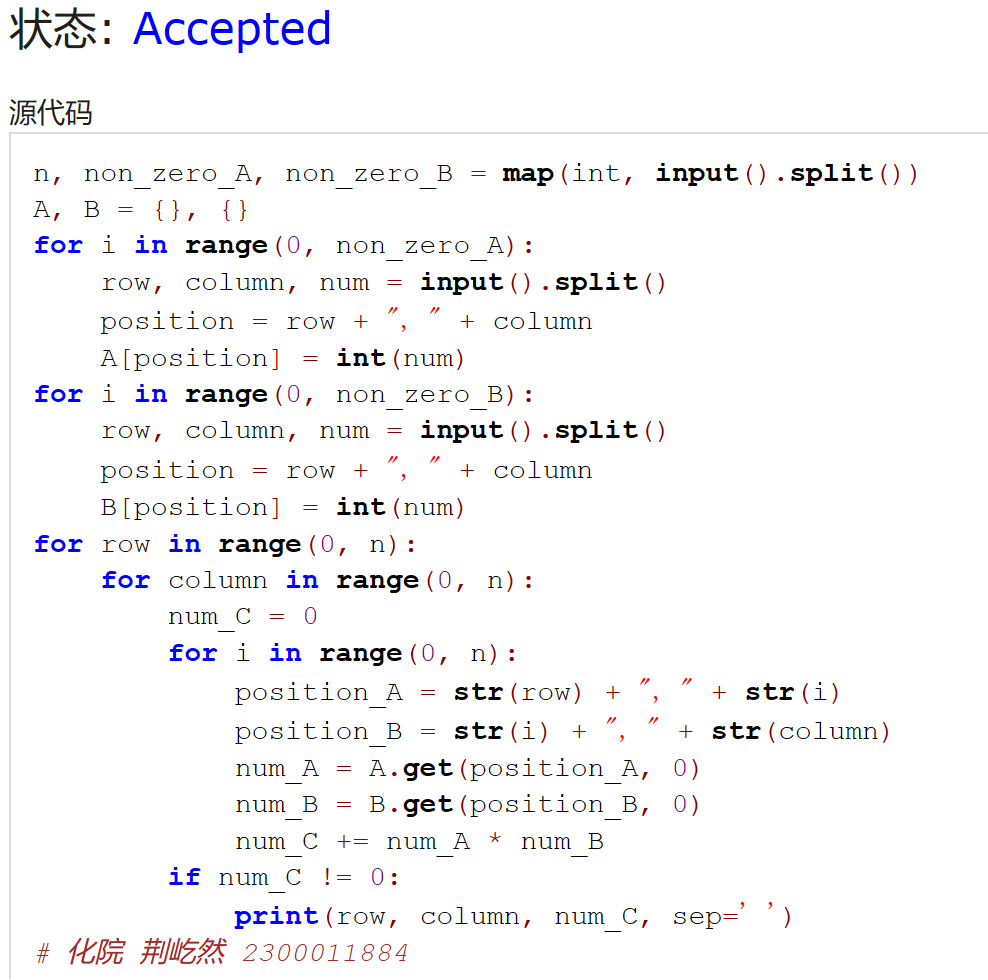 状态: Accepted
源代码
n, non_zero_A, non_zero_B = map(int, input().split())
A, B = {}, {}
for i in range(0, non_zero_A):
    row, column, num = input().split()
    position = row + ", " + column
    A[position] = int(num)
for i in range(0, non_zero_B):
    row, column, num = input().split()
    position = row + ", " + column
    B[position] = int(num)
for row in range(0, n):
    for column in range(0, n):
        num_C = 0
        for i in range(0, n):
            position_A = str(row) + ", " + str(i)
            position_B = str(i) + ", " + str(column)
            num_A = A.get(position_A, 0)
            num_B = B.get(position_B, 0)
            num_C += num_A * num_B
        if num_C != 0:
            print(row, column, num_C, sep=' ')
# 化院 荆屹然 2300011884